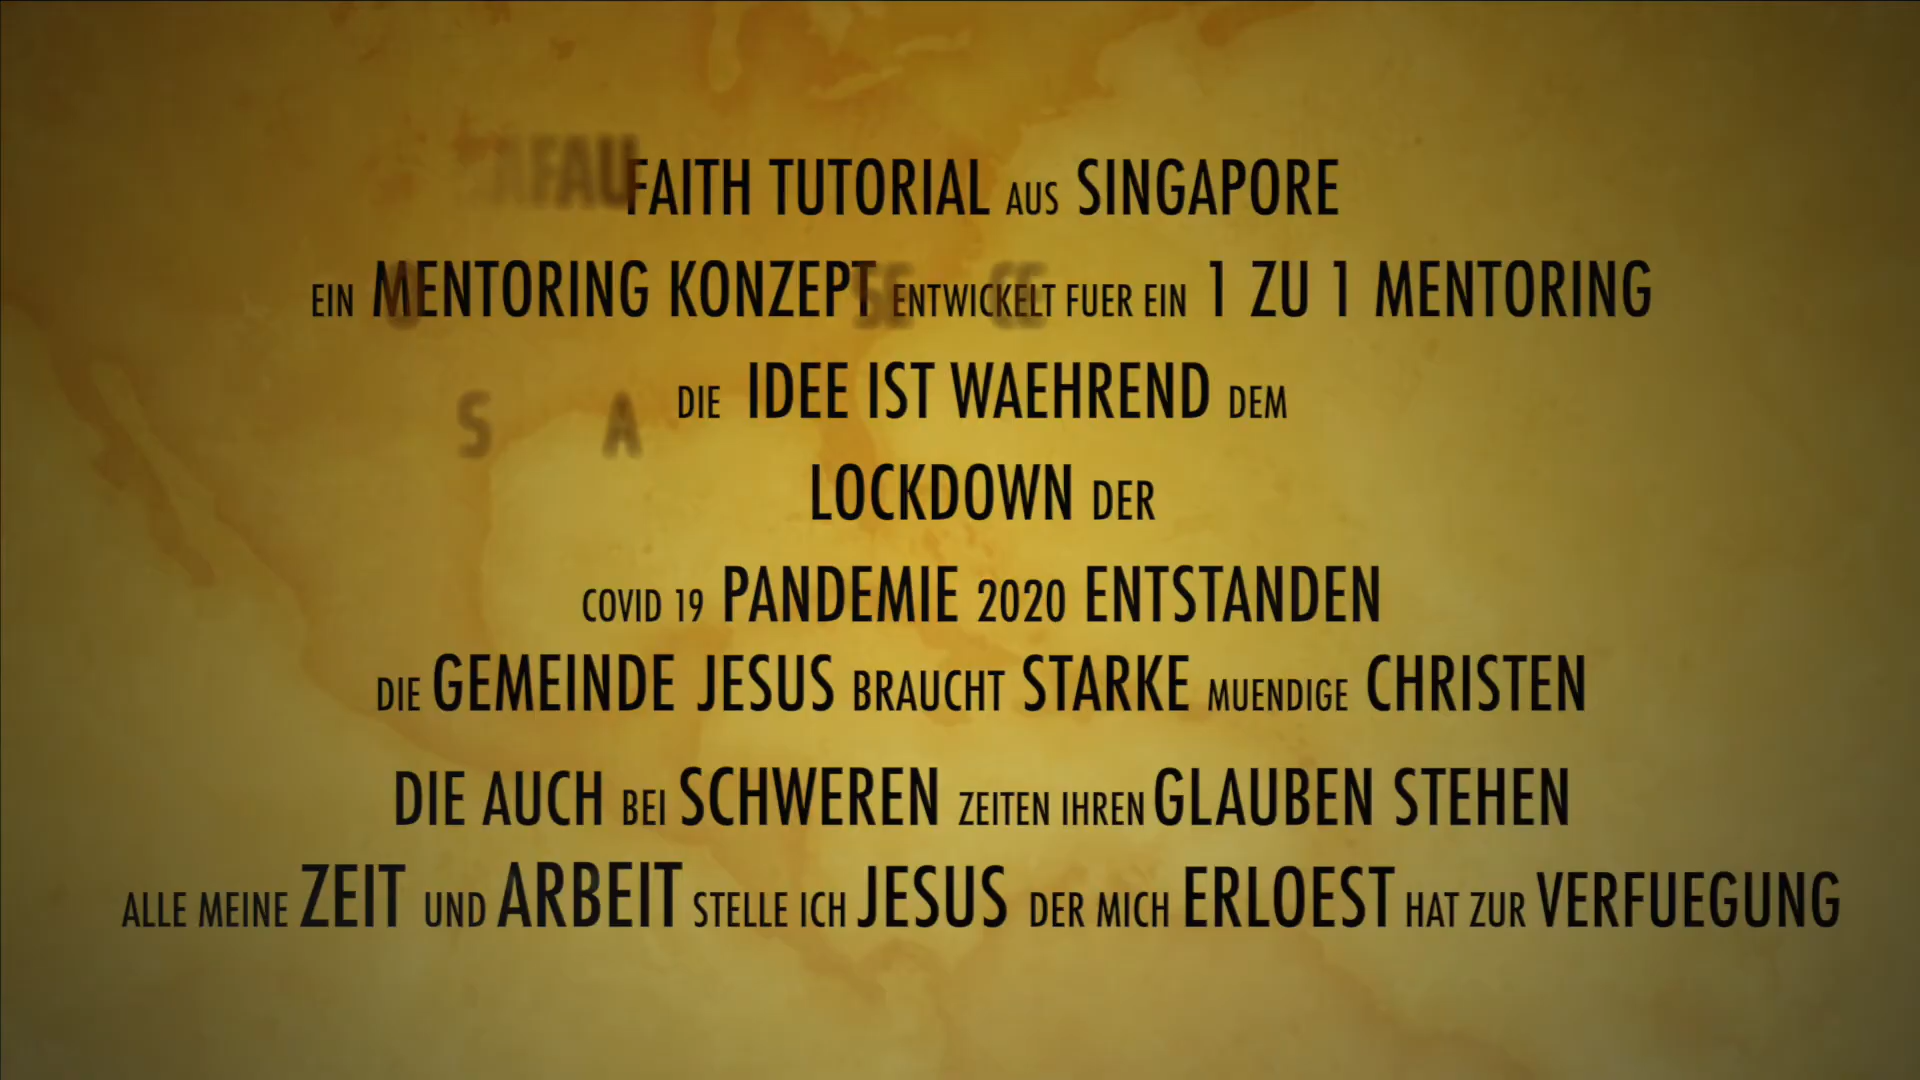 FAITH TUTORIAL AUS SINGAPORE
EIN MENTORING KONZEPT ENTWICKELT FUER EIN 1 ZU 1 MENTORING
DIE IDEE IST WAEHREND DEM
LOCKDOWN DER
COVID 19 PANDEMIE 2020 ENTSTANDEN
DIE GEMEINDE JESUS BRAUCHT STARKE MUENDIGE CHRISTEN
DIE AUCH BEI SCHWEREN ZEITEN IHREN GLAUBEN STEHEN
ALLE MEINE ZEIT UND ARBEIT STELLE ICH JESUS DER MICH ERLOEST HAT ZUR VERFUEGUNG